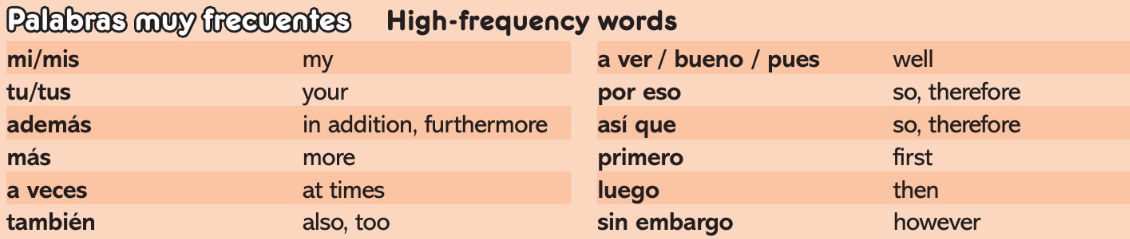 Palabras muy frecuentes High-frequency words
mi/mis my
tu/tus your
además in addition, furthermore
más more
a veces at times
también also, too
a ver / bueno / pues well
por eso so, therefore
así que so, therefore
primero first
luego then
sin embargo however